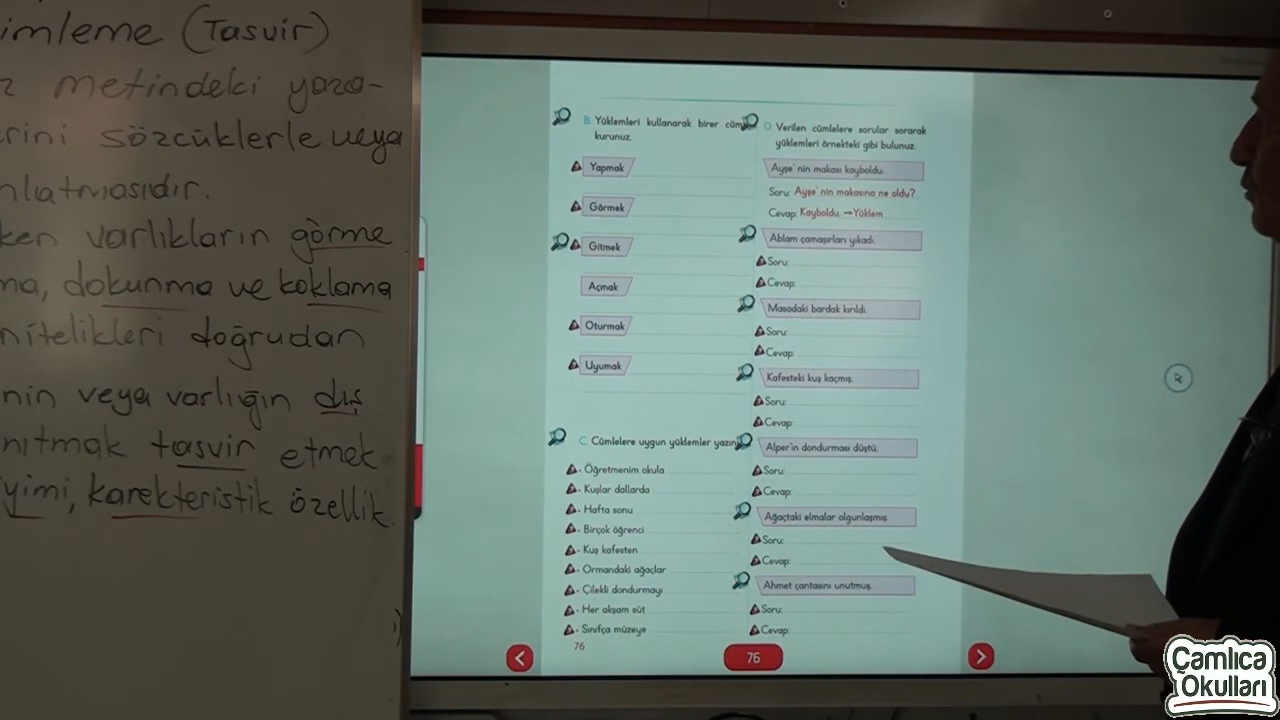 imleme (Tasvir)
metindeki yaza-
erini sözcüklerle veya
nlatmasıdır.
ken varlıkların görme
ma, dokunma ve koklama
nitelikleri doğrudan
nin veya varlığın dış
nıtmak tasvir etmek
iyimi, karekteristik özellik.
B. Yüklemleri kullanarak birer cüm
kurunuz.
Yapmak
Görmek
Gitmek
Açmak
Oturmak
Uyumak
C. Cümlelere uygun yüklemler yazın
- Öğretmenim okula
- Kuşlar dallarda
- Hafta sonu
- Birçok öğrenci
- Kuş kafesten
- Ormandaki ağaçlar
- Çilekli dondurmayı
- Her akşam süt
- Sınıfça müzeye
76
D. Verilen cümlelere sorular sorarak
yüklemleri örnekteki gibi bulunuz.
Ayşe'nin makası kayboldu.
Soru: Ayşe'nin makasına ne oldu?
Cevap: Kayboldu. →Yüklem
Ablam çamaşırları yıkadı.
Soru:
Cevap:
Masadaki bardak kırıldı.
Soru:
Cevap:
Kafesteki kuş kaçmış.
Soru:
Cevap:
Alper'in dondurması düştü.
Soru:
Cevap:
Ağaçtaki elmalar olgunlaşmış.
Soru:
Cevap:
Ahmet çantasını unutmuş.
Soru:
Cevap:
76
Çamlıca
Okulları